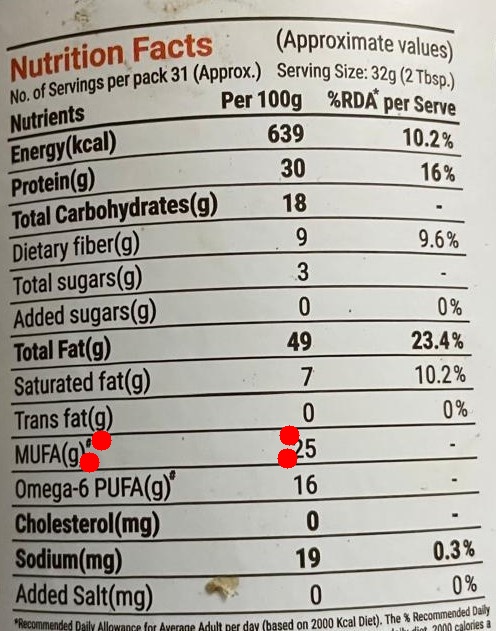 Nutrition Facts (Approximate values)
No. of Servings per pack 31 (Approx.) Serving Size: 32g (2 Tbsp.)
Nutrients Per 100g %RDA* per Serve
Energy(kcal) 639 10.2%
Protein(g) 30 16%
Total Carbohydrates(g) 18 -
Dietary fiber(g) 9 9.6%
Total sugars(g) 3 -
Added sugars(g) 0 0%
Total Fat(g) 49 23.4%
Saturated fat(g) 7 10.2%
Trans fat(g) 0 0%
MUFA(g)# 25 -
Omega-6 PUFA(g)# 16 -
Cholesterol(mg) 0 -
Sodium(mg) 19 0.3%
Added Salt(mg) 0 0%
*Recommended Daily Allowance for Average Adult per day (based on 2000 Kcal Diet). The % Recommended Daily
diet. 2000 calories a